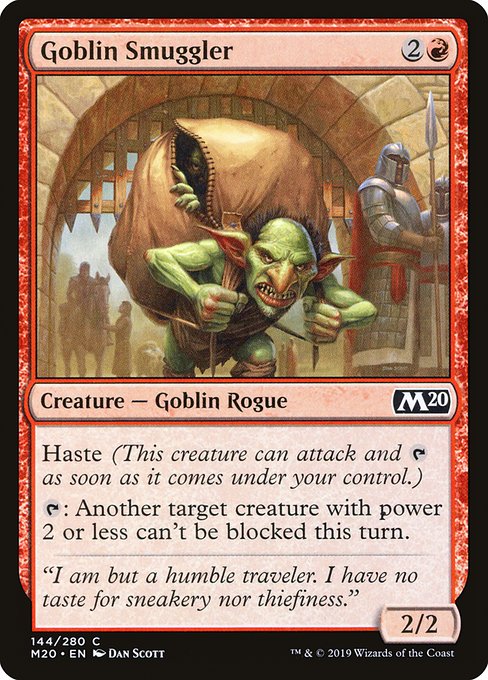 Goblin Smuggler 2
Creature — Goblin Rogue M20
Haste (This creature can attack and
as soon as it comes under your control.)
: Another target creature with power
2 or less can't be blocked this turn.
"I am but a humble traveler. I have no
taste for sneakery nor thiefiness."
2/2
144/280 C
M20 • EN Dan Scott ™ & © 2019 Wizards of the Coast